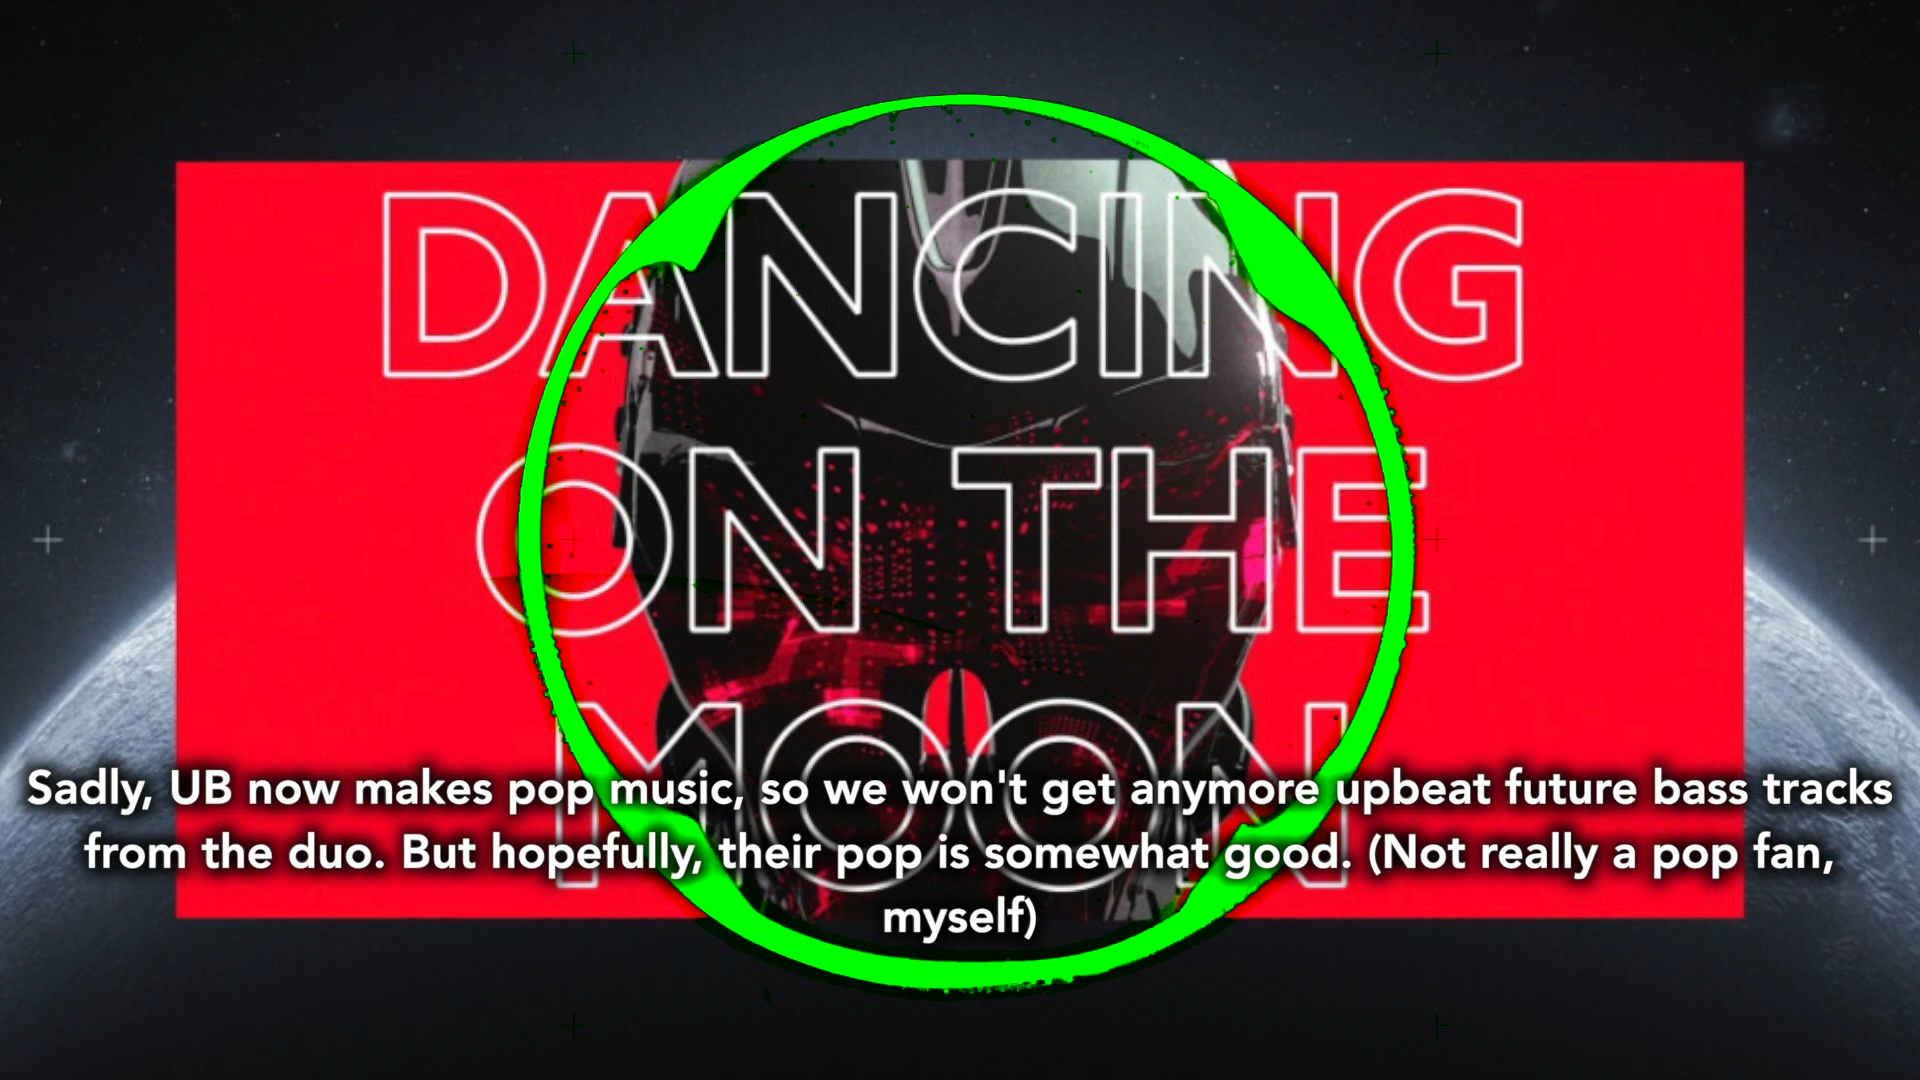 DANCING
ON THE
MOON
Sadly, UB now makes pop music, so we won't get anymore upbeat future bass tracks
from the duo. But hopefully, their pop is somewhat good. (Not really a pop fan,
myself)